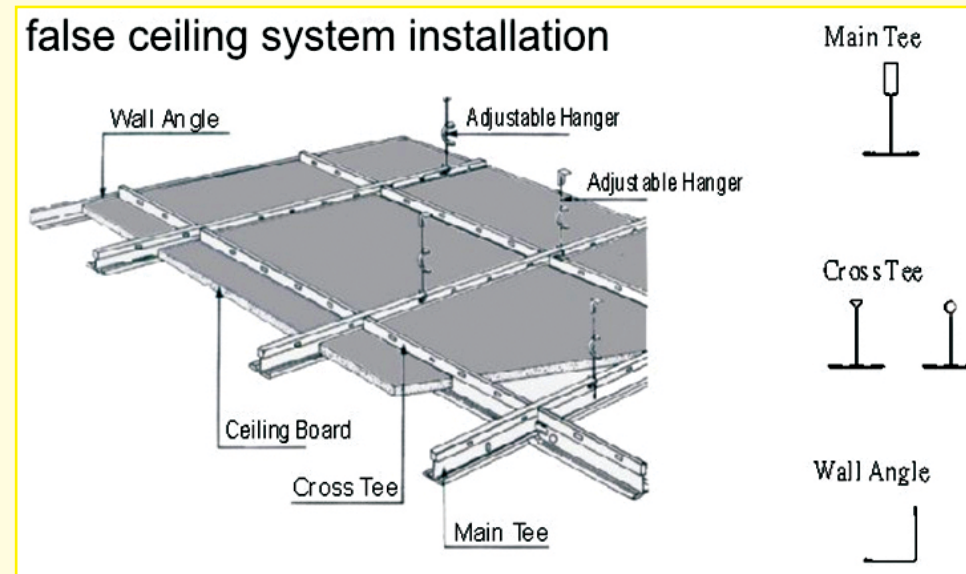 false ceiling system installation
Wall Angle
Adjustable Hanger
Adjustable Hanger
Ceiling Board
Cross Tee
Main Tee
Main Tee
Cross Tee
Wall Angle